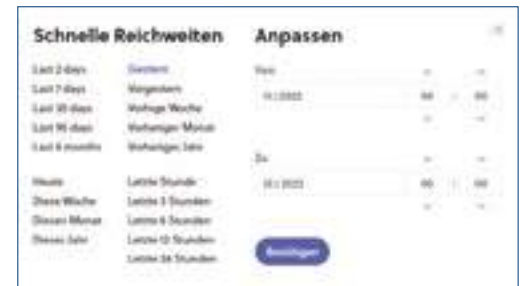 Schnelle Reichweiten
Last 2 days
Last 7 days
Last 30 days
Last 90 days
Last 6 months
Heute
Diese Woche
Diesen Monat
Dieses Jahr
Gestern
Vorgestern
Vorherige Woche
Vorheriger Monat
Vorheriges Jahr
Letzte Stunde
Letzte 3 Stunden
Letzte 6 Stunden
Letzte 12 Stunden
Letzte 24 Stunden
Anpassen
Von
Zu
Bestätigen